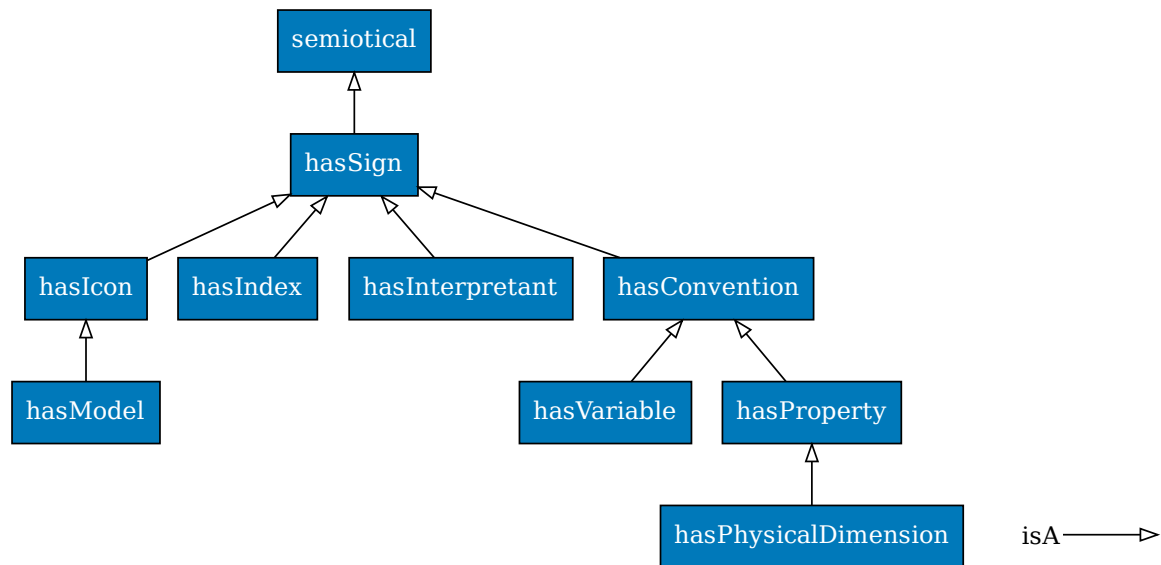 semiotical
hasSign
hasIcon
hasIndex
hasInterpretant
hasConvention
hasModel
hasVariable
hasProperty
hasPhysicalDimension
isA